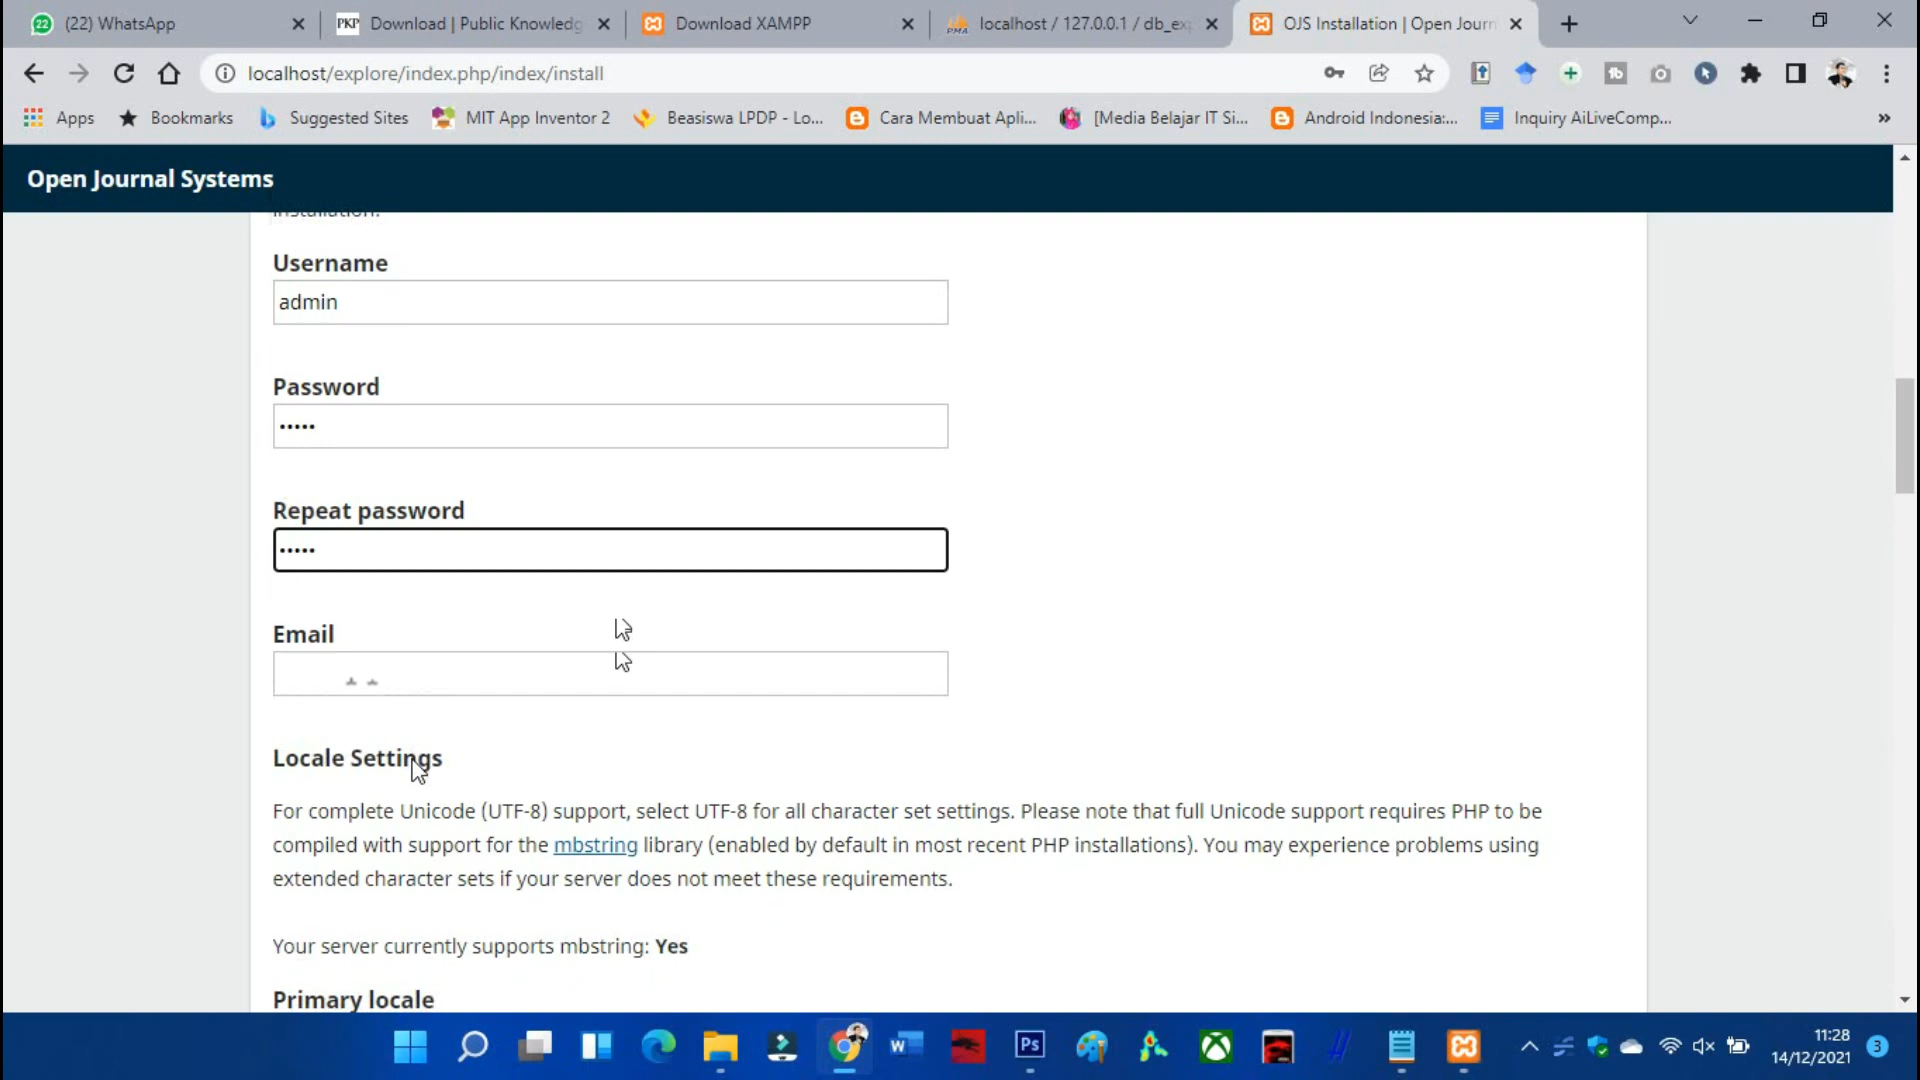 (22) WhatsApp
PKP Download | Public Knowledg
Download XAMPP
localhost / 127.0.0.1 / db_exp
OJS Installation | Open Journ
localhost/explore/index.php/index/install
Apps
Bookmarks
Suggested Sites
MIT App Inventor 2
Beasiswa LPDP - Lo...
Cara Membuat Apli...
[Media Belajar IT Si...
Android Indonesia:...
Inquiry AiLiveComp...
»
Open Journal Systems
installation.
Username
admin
Password
•••••
Repeat password
•••••
Email
Locale Settings
For complete Unicode (UTF-8) support, select UTF-8 for all character set settings. Please note that full Unicode support requires PHP to be
compiled with support for the mbstring library (enabled by default in most recent PHP installations). You may experience problems using
extended character sets if your server does not meet these requirements.
Your server currently supports mbstring: Yes
Primary locale
11:28
14/12/2021
3